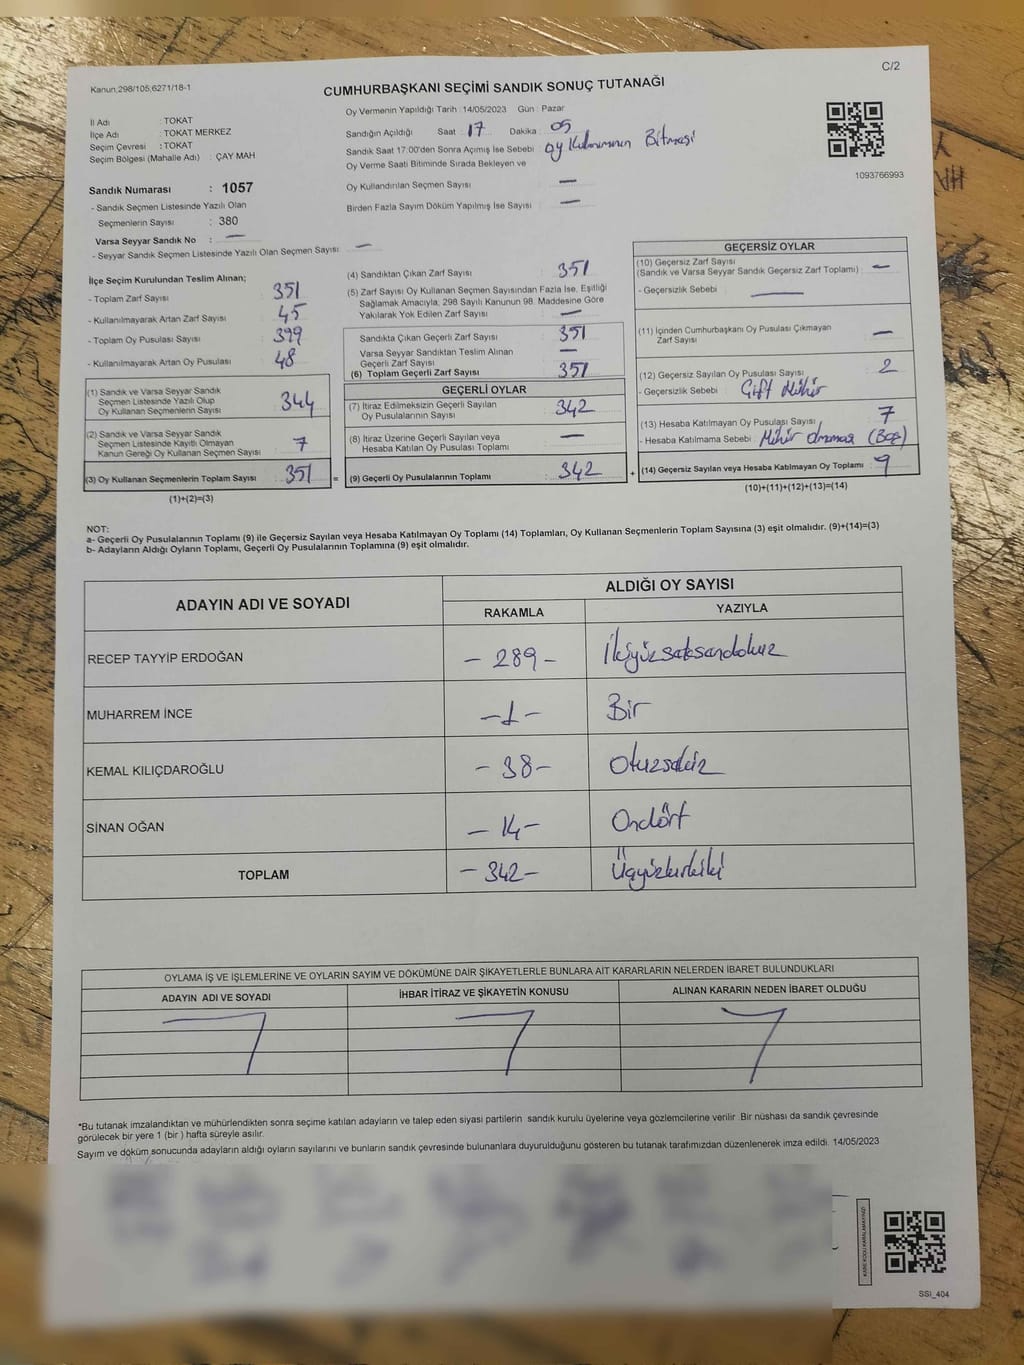 C/2
Kanun,298/105;6271/18-1
CUMHURBAŞKANI SEÇİMİ SANDIK SONUÇ TUTANAĞI
İl Adı : TOKAT
İlçe Adı : TOKAT MERKEZ
Seçim Çevresi : TOKAT
Seçim Bölgesi (Mahalle Adı) : ÇAY MAH
Sandık Numarası : 1057
- Sandık Seçmen Listesinde Yazılı Olan
Seçmenlerin Sayısı : 380
Varsa Seyyar Sandık No : —
- Seyyar Sandık Seçmen Listesinde Yazılı Olan Seçmen Sayısı : —
Oy Vermenin Yapıldığı Tarih : 14/05/2023 Gün : Pazar
Sandığın Açıldığı Saat : 17 Dakika : 05
Sandık Saat 17:00'den Sonra Açımış İse Sebebi : Oy Kullanımının Bitmesi
Oy Verme Saati Bitiminde Sırada Bekleyen ve
Oy Kullandırılan Seçmen Sayısı : —
Birden Fazla Sayım Döküm Yapılmış İse Sayısı : —
1093766993
İlçe Seçim Kurulundan Teslim Alınan;
- Toplam Zarf Sayısı : 351
- Kullanılmayarak Artan Zarf Sayısı : 45
- Toplam Oy Pusulası Sayısı : 399
- Kullanılmayarak Artan Oy Pusulası : 48
(1) Sandık ve Varsa Seyyar Sandık
Seçmen Listesinde Yazılı Olup
Oy Kullanan Seçmenlerin Sayısı : 344
(2) Sandık ve Varsa Seyyar Sandık
Seçmen Listesinde Kayıtlı Olmayan
Kanun Gereği Oy Kullanan Seçmen Sayısı : 7
(3) Oy Kullanan Seçmenlerin Toplam Sayısı : 351 =
(1)+(2)=(3)
(4) Sandıktan Çıkan Zarf Sayısı : 351
(5) Zarf Sayısı Oy Kullanan Seçmen Sayısından Fazla İse, Eşitliği
Sağlamak Amacıyla, 298 Sayılı Kanunun 98. Maddesine Göre
Yakılarak Yok Edilen Zarf Sayısı : —
Sandıkta Çıkan Geçerli Zarf Sayısı : 351
Varsa Seyyar Sandıktan Teslim Alınan
Geçerli Zarf Sayısı : —
(6) Toplam Geçerli Zarf Sayısı : 351
GEÇERLİ OYLAR
(7) İtiraz Edilmeksizin Geçerli Sayılan
Oy Pusulalarının Sayısı : 342
(8) İtiraz Üzerine Geçerli Sayılan veya
Hesaba Katılan Oy Pusulası Toplamı : —
(9) Geçerli Oy Pusulalarının Toplamı : 342 +
GEÇERSİZ OYLAR
(10) Geçersiz Zarf Sayısı
(Sandık ve Varsa Seyyar Sandık Geçersiz Zarf Toplamı) : —
- Geçersizlik Sebebi : —
(11) İçinden Cumhurbaşkanı Oy Pusulası Çıkmayan
Zarf Sayısı : —
(12) Geçersiz Sayılan Oy Pusulası Sayısı : 2
- Geçersizlik Sebebi : Çift Mühür
(13) Hesaba Katılmayan Oy Pusulası Sayısı : 7
- Hesaba Katılmama Sebebi : Mühür olmaması (Boş)
(14) Geçersiz Sayılan veya Hesaba Katılmayan Oy Toplamı : 9
(10)+(11)+(12)+(13)=(14)
NOT:
a- Geçerli Oy Pusulalarının Toplamı (9) ile Geçersiz Sayılan veya Hesaba Katılmayan Oy Toplamı (14) Toplamları, Oy Kullanan Seçmenlerin Toplam Sayısına (3) eşit olmalıdır. (9)+(14)=(3)
b- Adayların Aldığı Oyların Toplamı, Geçerli Oy Pusulalarının Toplamına (9) eşit olmalıdır.
ADAYIN ADI VE SOYADI ALDIĞI OY SAYISI
RAKAMLA YAZIYLA
RECEP TAYYİP ERDOĞAN - 289 - İkiyüzseksendokuz
MUHARREM İNCE - 1 - Bir
KEMAL KILIÇDAROĞLU - 38 - Otuzsekiz
SİNAN OĞAN - 14 - Ondört
TOPLAM - 342 - Üçyüzkırkiki
OYLAMA İŞ VE İŞLEMLERİNE VE OYLARIN SAYIM VE DÖKÜMÜNE DAİR ŞİKAYETLERLE BUNLARA AİT KARARLARIN NELERDEN İBARET BULUNDUKLARI
ADAYIN ADI VE SOYADI İHBAR İTİRAZ VE ŞİKAYETİN KONUSU ALINAN KARARIN NEDEN İBARET OLDUĞU
*Bu tutanak imzalandıktan ve mühürlendikten sonra seçime katılan adayların ve talep eden siyasi partilerin sandık kurulu üyelerine veya gözlemcilerine verilir. Bir nüshası da sandık çevresinde
görülecek bir yere 1 (bir ) hafta süreyle asılır.
Sayım ve döküm sonucunda adayların aldığı oyların sayılarını ve bunların sandık çevresinde bulunanlara duyurulduğunu gösteren bu tutanak tarafımızdan düzenlenerek imza edildi. 14/05/2023
KARE KODU KARALAMAYINIZ!
SSİ_404